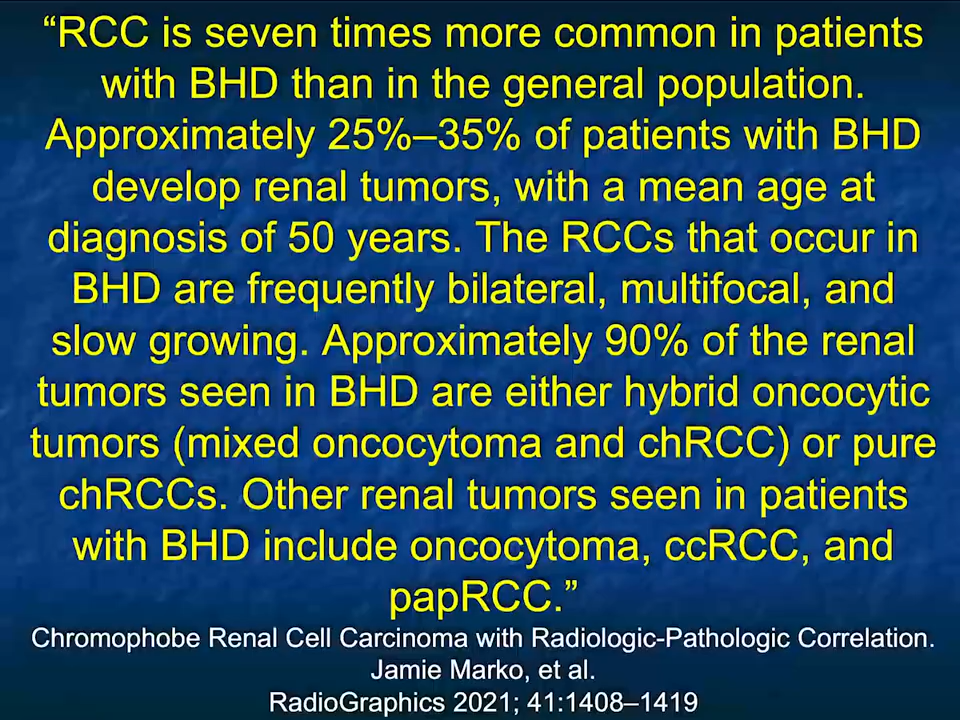 “RCC is seven times more common in patients
with BHD than in the general population.
Approximately 25%–35% of patients with BHD
develop renal tumors, with a mean age at
diagnosis of 50 years. The RCCs that occur in
BHD are frequently bilateral, multifocal, and
slow growing. Approximately 90% of the renal
tumors seen in BHD are either hybrid oncocytic
tumors (mixed oncocytoma and chRCC) or pure
chRCCs. Other renal tumors seen in patients
with BHD include oncocytoma, ccRCC, and
papRCC.”
Chromophobe Renal Cell Carcinoma with Radiologic-Pathologic Correlation.
Jamie Marko, et al.
RadioGraphics 2021; 41:1408–1419